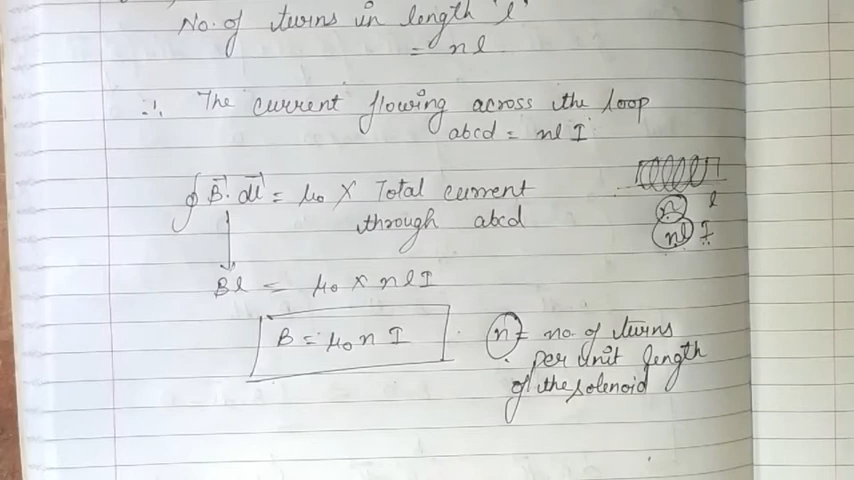 No. of turns in length 'l'
= nl
∴ The current flowing across the loop
abcd = nl I
∮ B⃗. dl⃗ = μ₀ X Total current
through abcd
l
n
nl I
Bl = μ₀ X nlI
B = μ₀ n I
n = no. of turns
per unit length
of the solenoid